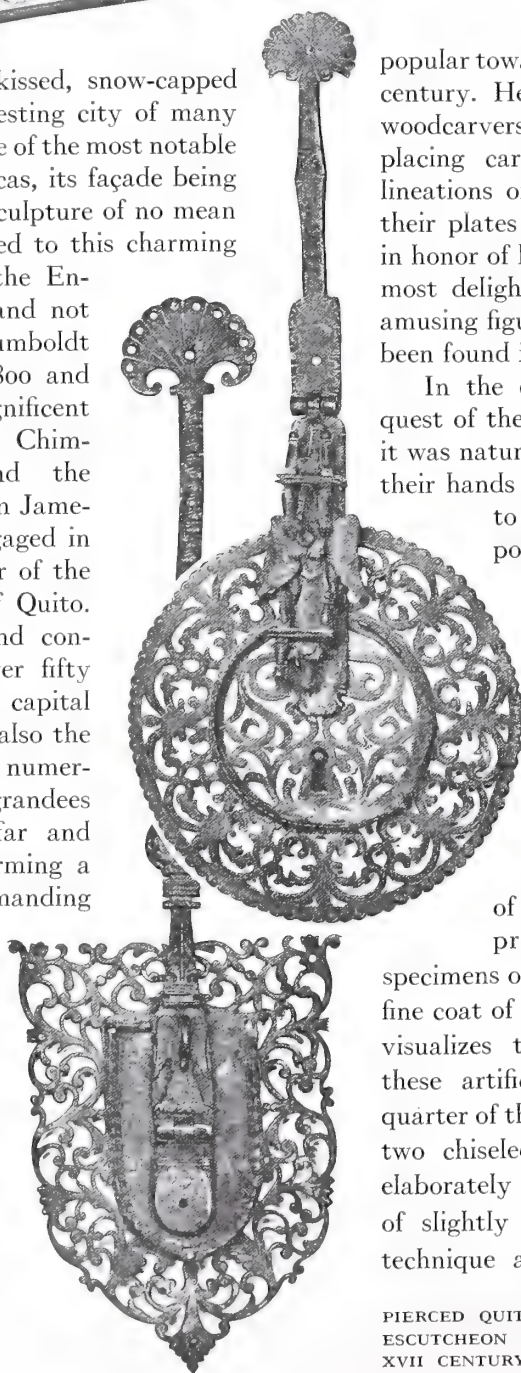 kissed, snow-capped
esting city of many
e of the most notable
cas, its façade being
culpture of no mean
ed to this charming
the En-
and not
umboldt
800 and
gnificent
Chim-
nd the
n Jame-
gaged in
r of the
f Quito.
nd con-
er fifty
capital
also the
numer-
grandees
far and
rming a
manding
popular tow
century. He
woodcarvers
placing car
lineations o
their plates
in honor of
most deligh
amusing figu
been found i
In the
quest of the
it was natur
their hands
to
po
of
pr
specimens o
fine coat of
visualizes t
these artific
quarter of th
two chisele
elaborately
of slightly
technique a
PIERCED QUIT
ESCUTCHEON
XVII CENTURY